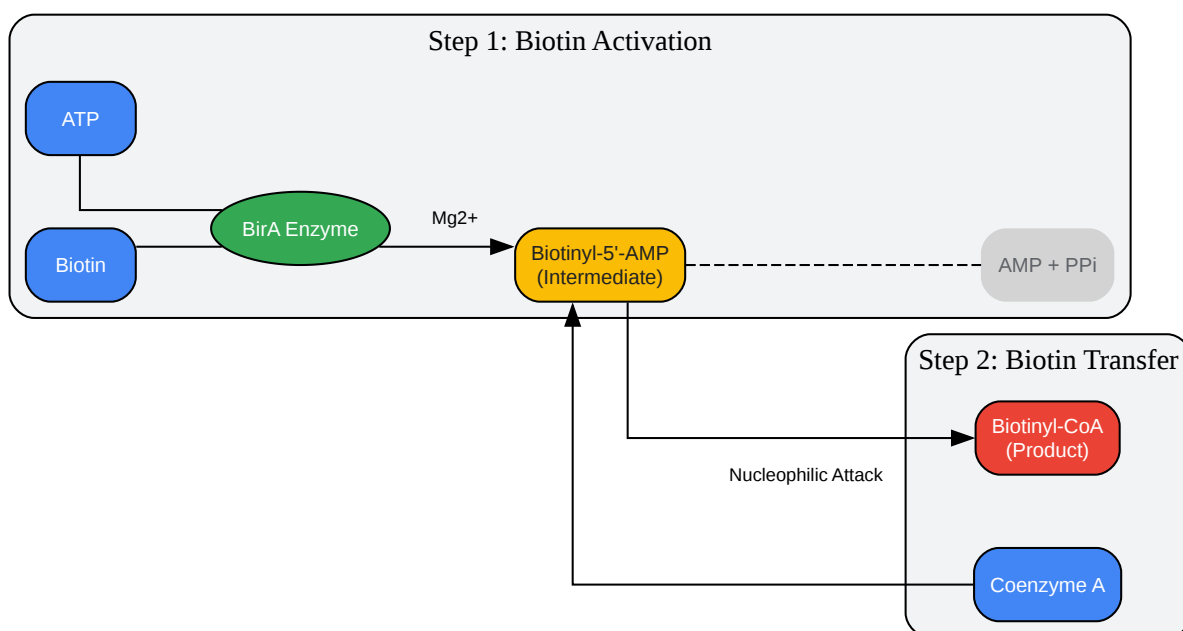 Step 1: Biotin Activation
ATP
Biotin
BirA Enzyme
Mg2+
Biotinyl-5'-AMP
(Intermediate)
AMP + PPi
Step 2: Biotin Transfer
Biotinyl-CoA
(Product)
Nucleophilic Attack
Coenzyme A